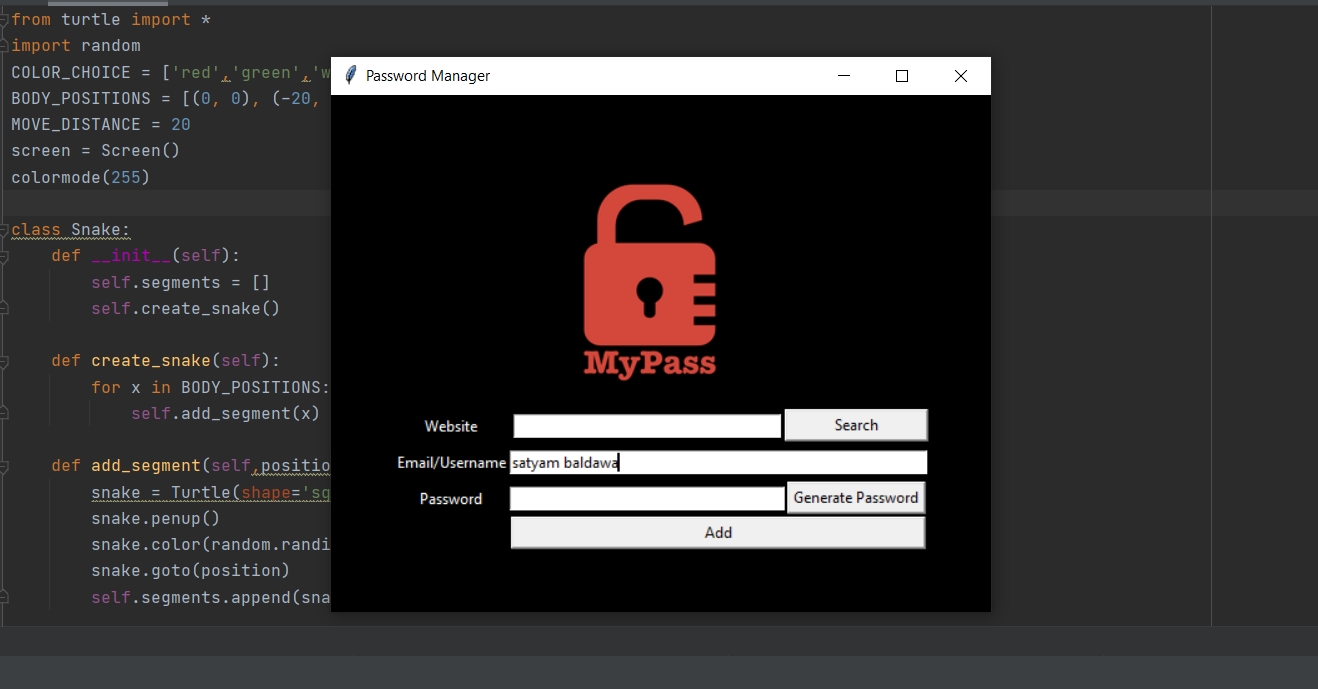 from turtle import *
import random
COLOR_CHOICE = ['red','green','w
BODY_POSITIONS = [(0, 0), (-20,
MOVE_DISTANCE = 20
screen = Screen()
colormode(255)
class Snake:
def __init__(self):
self.segments = []
self.create_snake()
def create_snake(self):
for x in BODY_POSITIONS:
self.add_segment(x)
def add_segment(self,positio
snake = Turtle(shape='sq
snake.penup()
snake.color(random.randi
snake.goto(position)
self.segments.append(sna
Password Manager
MyPass
Website Search
Email/Username satyam baldawa
Password Generate Password
Add